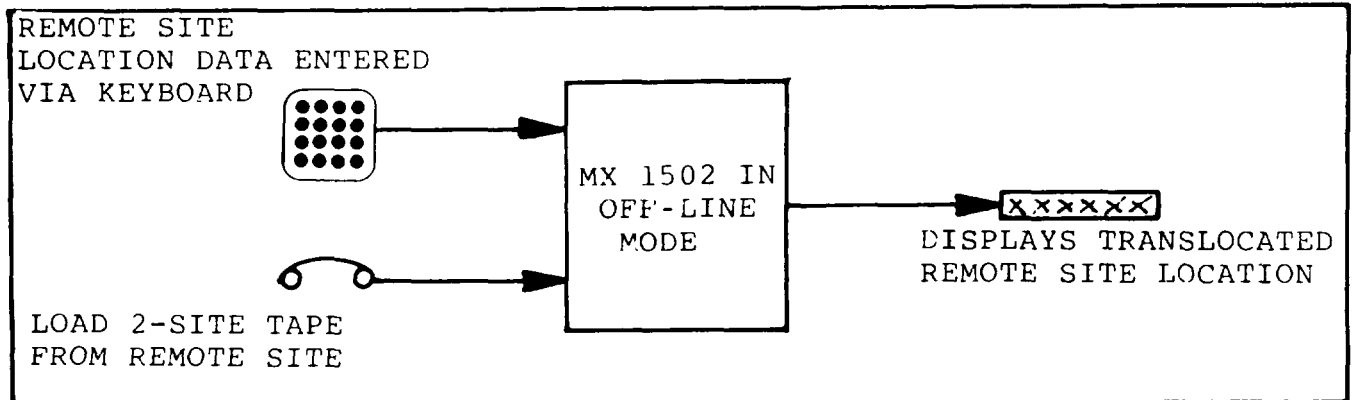 REMOTE SITE
LOCATION DATA ENTERED
VIA KEYBOARD
MX 1502 IN
OFF-LINE
MODE
XXXXXX
DISPLAYS TRANSLOCATED
REMOTE SITE LOCATION
LOAD 2-SITE TAPE
FROM REMOTE SITE